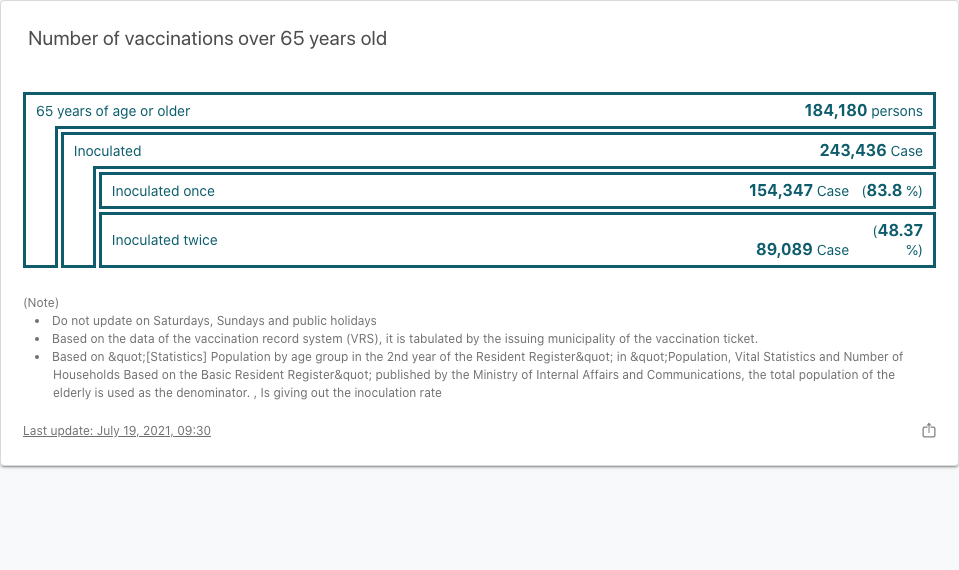 Number of vaccinations over 65 years old
65 years of age or older 184,180 persons
Inoculated 243,436 Case
Inoculated once 154,347 Case (83.8 %)
Inoculated twice 89,089 Case (48.37 %)
(Note)
• Do not update on Saturdays, Sundays and public holidays
• Based on the data of the vaccination record system (VRS), it is tabulated by the issuing municipality of the vaccination ticket.
• Based on &quot;[Statistics] Population by age group in the 2nd year of the Resident Register&quot; in &quot;Population, Vital Statistics and Number of
Households Based on the Basic Resident Register&quot; published by the Ministry of Internal Affairs and Communications, the total population of the
elderly is used as the denominator. , Is giving out the inoculation rate
Last update: July 19, 2021, 09:30